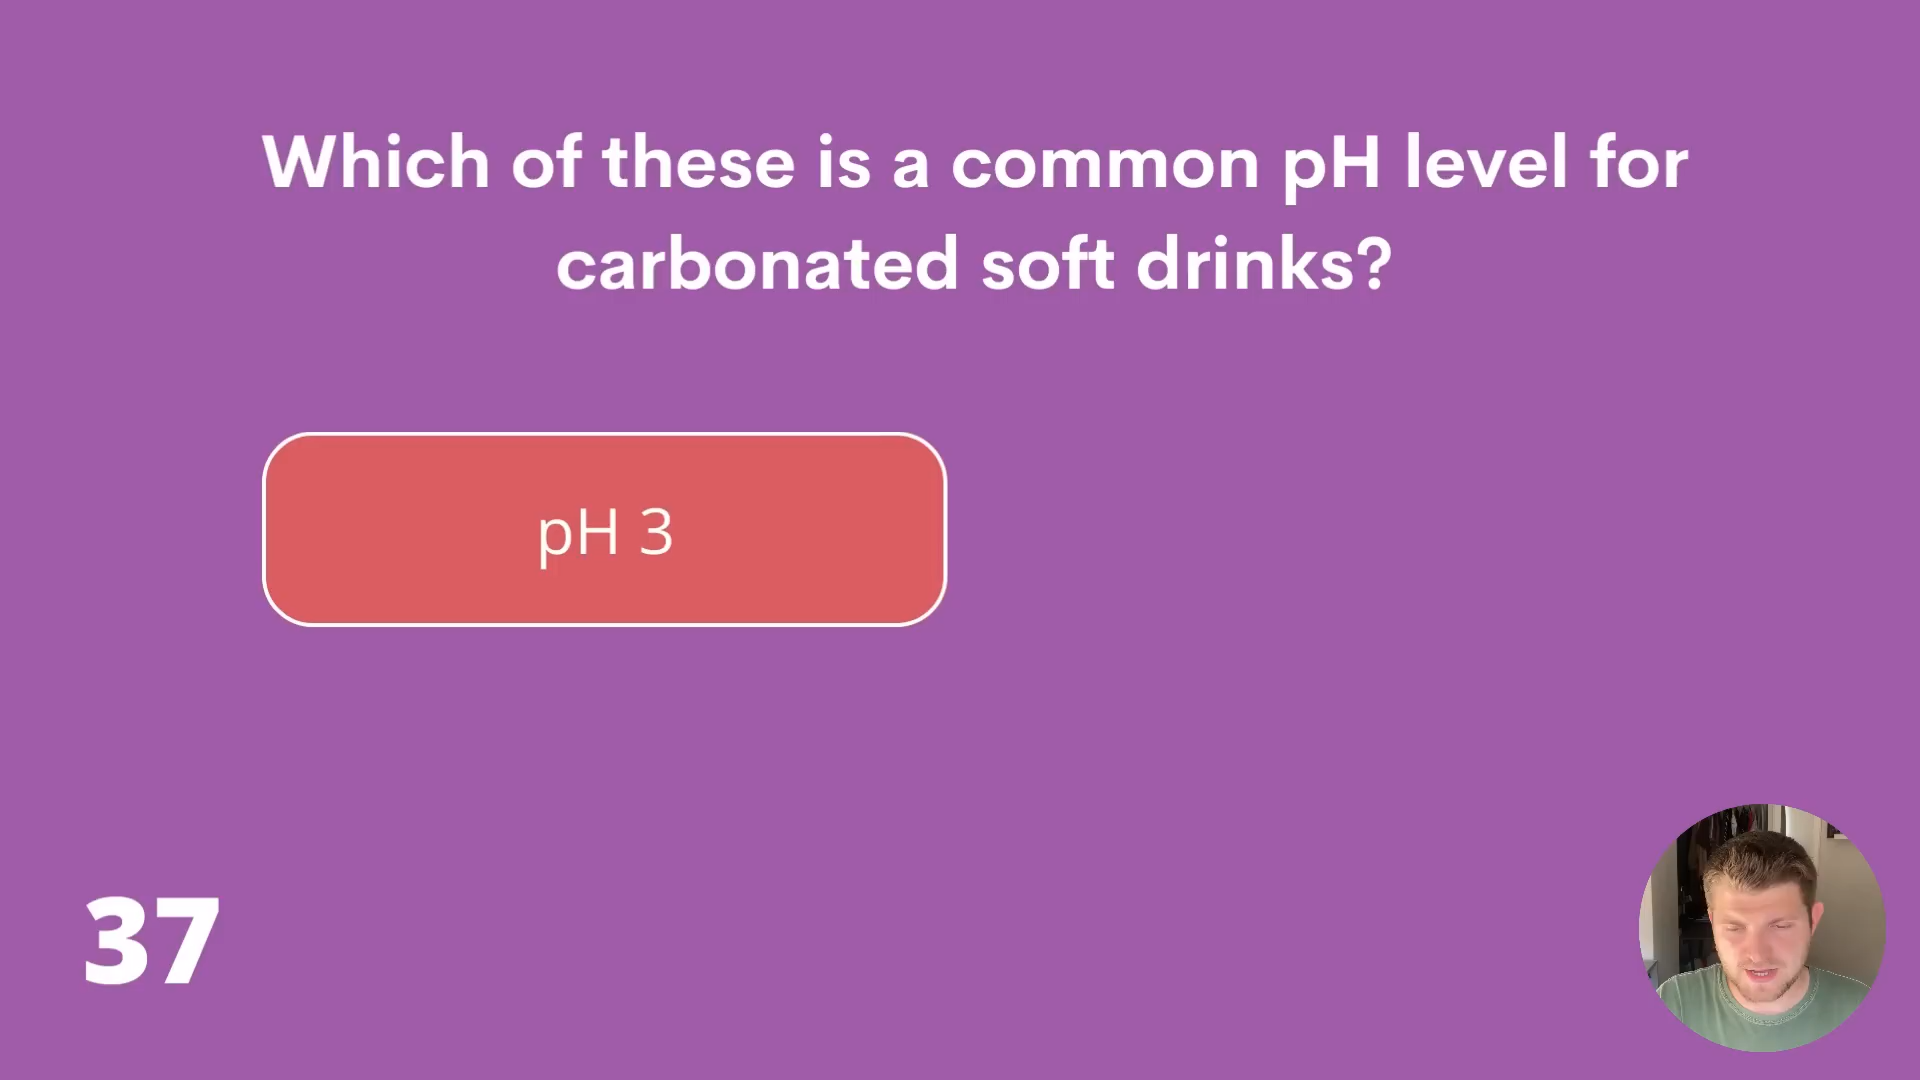 Which of these is a common pH level for
carbonated soft drinks?
pH 3
37